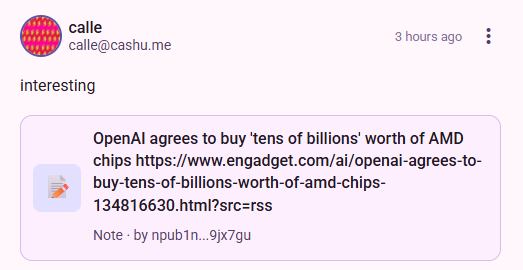 calle
calle@cashu.me
3 hours ago
interesting
OpenAI agrees to buy 'tens of billions' worth of AMD
chips https://www.engadget.com/ai/openai-agrees-to-
buy-tens-of-billions-worth-of-amd-chips-
134816630.html?src=rss
Note · by npub1n...9jx7gu